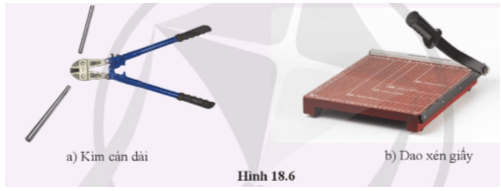 a) Kìm cán dài
b) Dao xén giấy
Hình 18.6